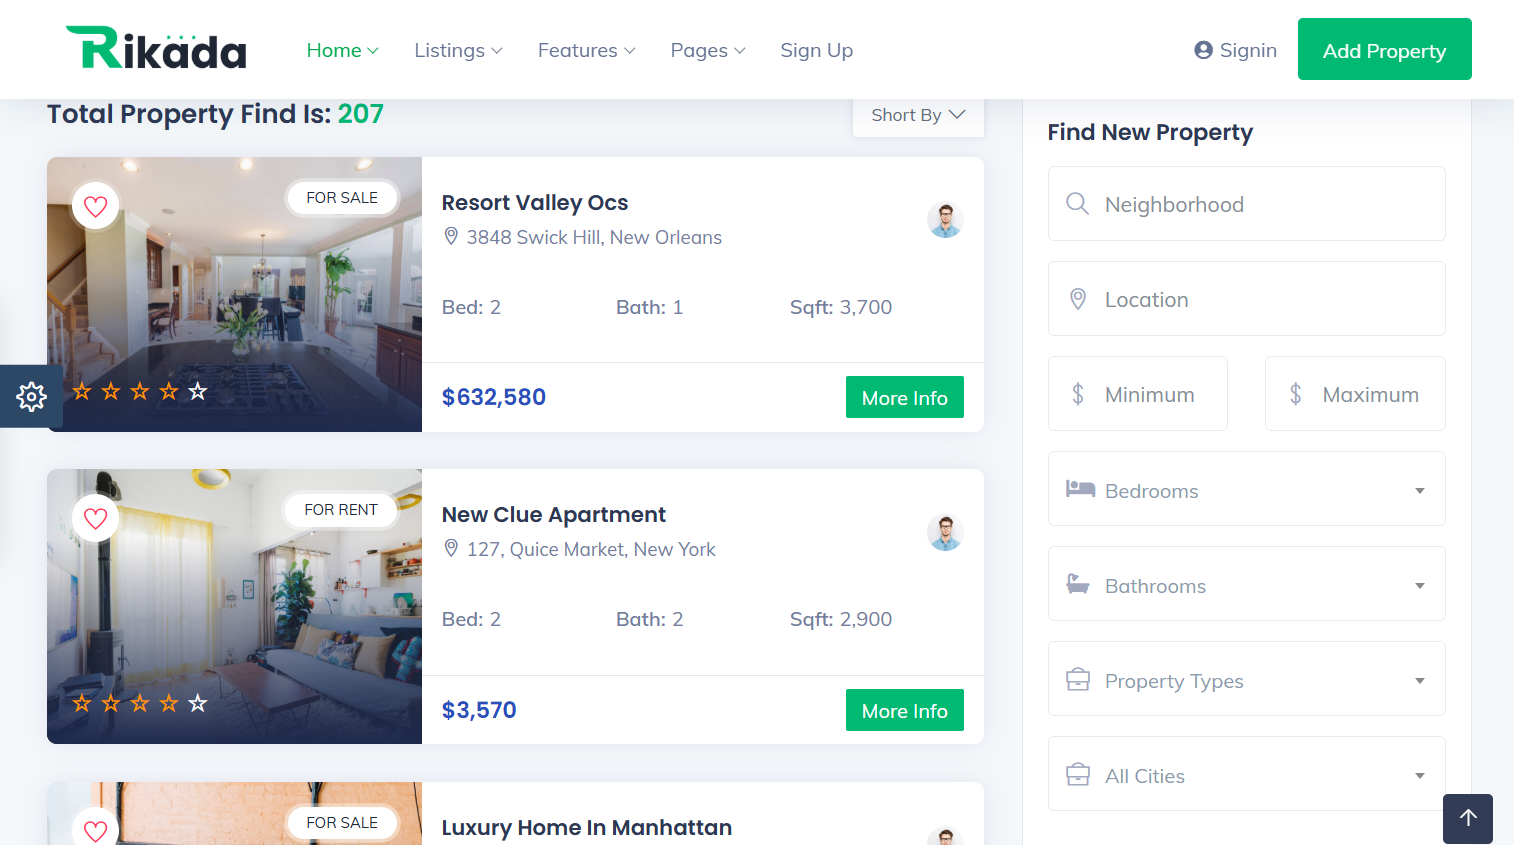 Rikada
Home
Listings
Features
Pages
Sign Up
Signin
Add Property
Total Property Find Is: 207
Short By
FOR SALE
Resort Valley Ocs
3848 Swick Hill, New Orleans
Bed: 2
Bath: 1
Sqft: 3,700
$632,580
More Info
FOR RENT
New Clue Apartment
127, Quice Market, New York
Bed: 2
Bath: 2
Sqft: 2,900
$3,570
More Info
FOR SALE
Luxury Home In Manhattan
Find New Property
Neighborhood
Location
$ Minimum
$ Maximum
Bedrooms
Bathrooms
Property Types
All Cities